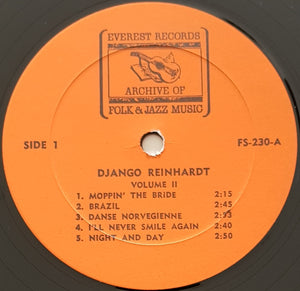 EVEREST RECORDS
ARCHIVE OF
FOLK & JAZZ MUSIC
SIDE 1
FS-230-A
DJANGO REINHARDT
VOLUME II
1. MOPPIN' THE BRIDE 2:15
2. BRAZIL 2:45
3. DANSE NORVEGIENNE 2:53
4. I'LL NEVER SMILE AGAIN 2:40
5. NIGHT AND DAY 2:50